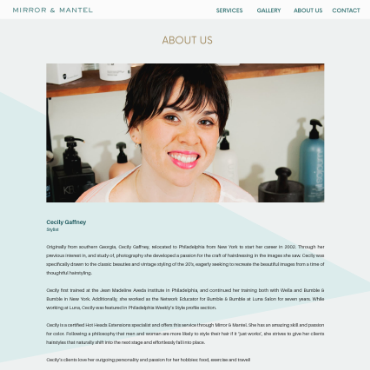 MIRROR & MANTEL
SERVICES GALLERY ABOUT US CONTACT
ABOUT US
Cecily Gaffney
Stylist
Originally from southern Georgia, Cecily Gaffney, relocated to Philadelphia from New York to start her career in 2002. Through her
previous interest in, and study of, photography she developed a passion for the craft of hairdressing in the images she saw. Cecily was
specifically drawn to the classic beauties and vintage styling of the 20's, eagerly seeking to recreate the beautiful images from a time of
thoughtful hairstyling.
Cecily first trained at the Jean Madeline Aveda Institute in Philadelphia, and continued her training both with Wella and Bumble &
Bumble in New York. Additionally, she worked as the Network Educator for Bumble & Bumble at Luna Salon for seven years. While
working at Luna, Cecily was featured in Philadelphia Weekly's Style profile section.
Cecily is a certified Hot Heads Extensions specialist and offers this service through Mirror & Mantel. She has an amazing skill and passion
for color. Following a philosophy that men and women are more likely to style their hair if it 'just works', she strives to give her clients
hairstyles that naturally shift into the next stage and effortlessly fall into place.
Cecily's clients love her outgoing personality and passion for her hobbies: food, exercise and travel!